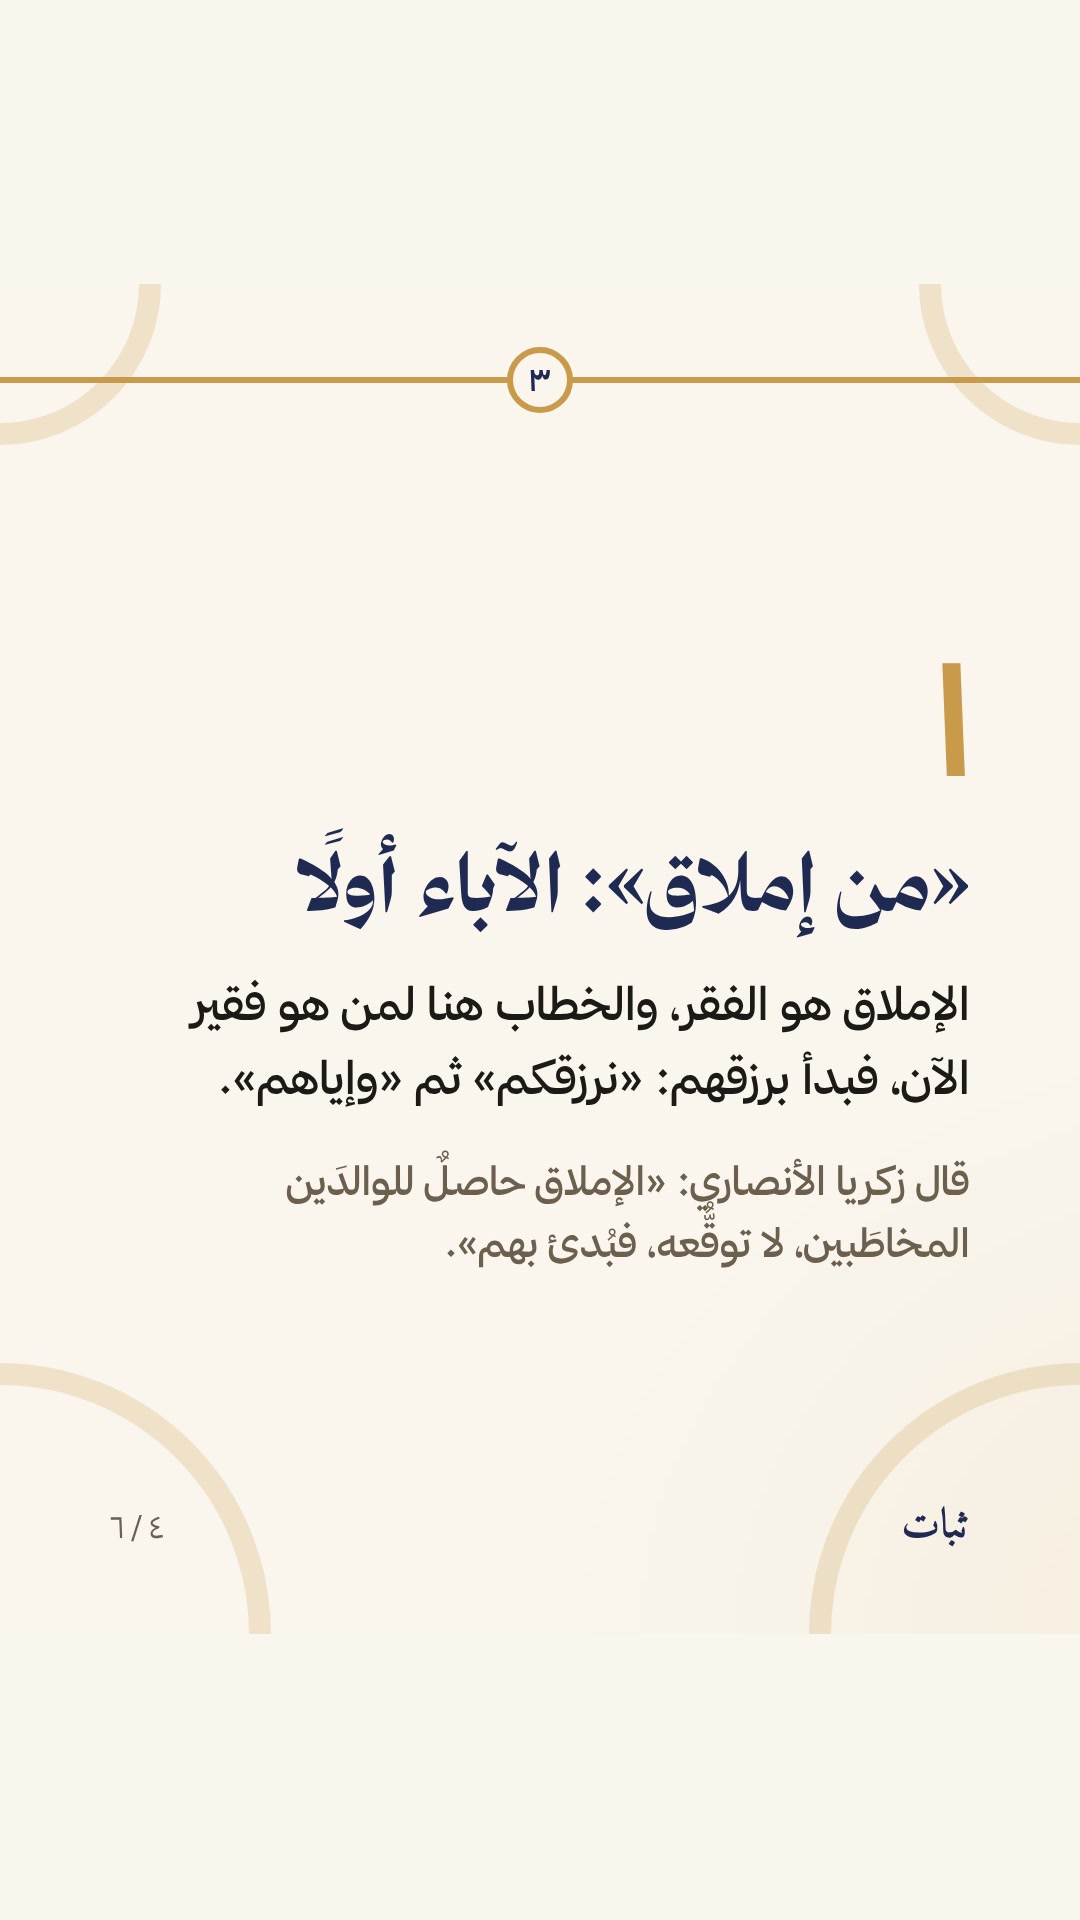 ٣
«من إملاق»: الآباء أولًا
الإملاق هو الفقر، والخطاب هنا لمن هو فقير
الآن، فبدأ برزقهم: «نرزقكم» ثم «وإياهم».
قال زكريا الأنصاري: «الإملاق حاصلٌ للوالدَين
المخاطَبين، لا توقُّعه، فبُدئ بهم».
ثبات
٤ / ٦